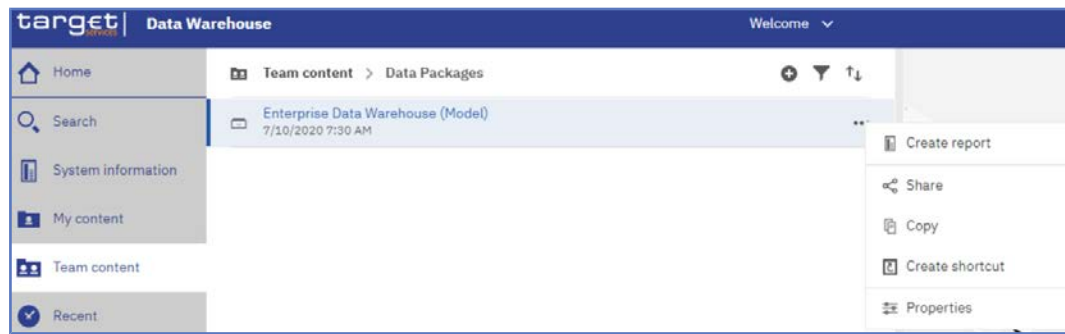 target| Data Warehouse
services
Welcome
Home
Team content > Data Packages
Search
Enterprise Data Warehouse (Model)
7/10/2020 7:30 AM
Create report
System information
Share
My content
Copy
Team content
Create shortcut
Recent
Properties